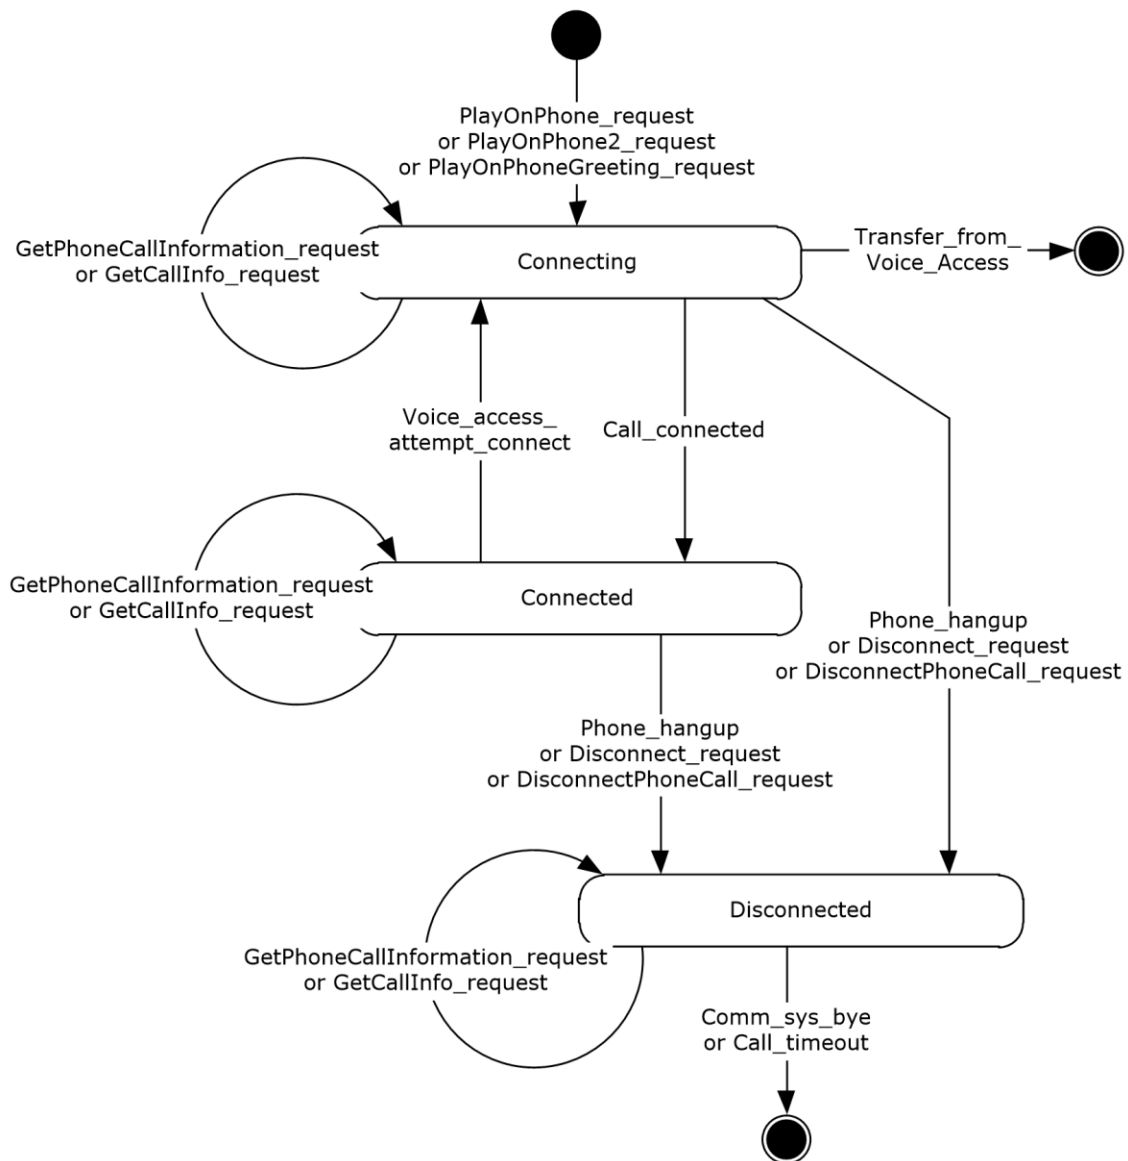 PlayOnPhone_request
or PlayOnPhone2_request
or PlayOnPhoneGreeting_request
GetPhoneCallInformation_request
or GetCallInfo_request
Connecting
Transfer_from_
Voice_Access
Voice_access_
attempt_connect
Call_connected
GetPhoneCallInformation_request
or GetCallInfo_request
Connected
Phone_hangup
or Disconnect_request
or DisconnectPhoneCall_request
Phone_hangup
or Disconnect_request
or DisconnectPhoneCall_request
Disconnected
GetPhoneCallInformation_request
or GetCallInfo_request
Comm_sys_bye
or Call_timeout